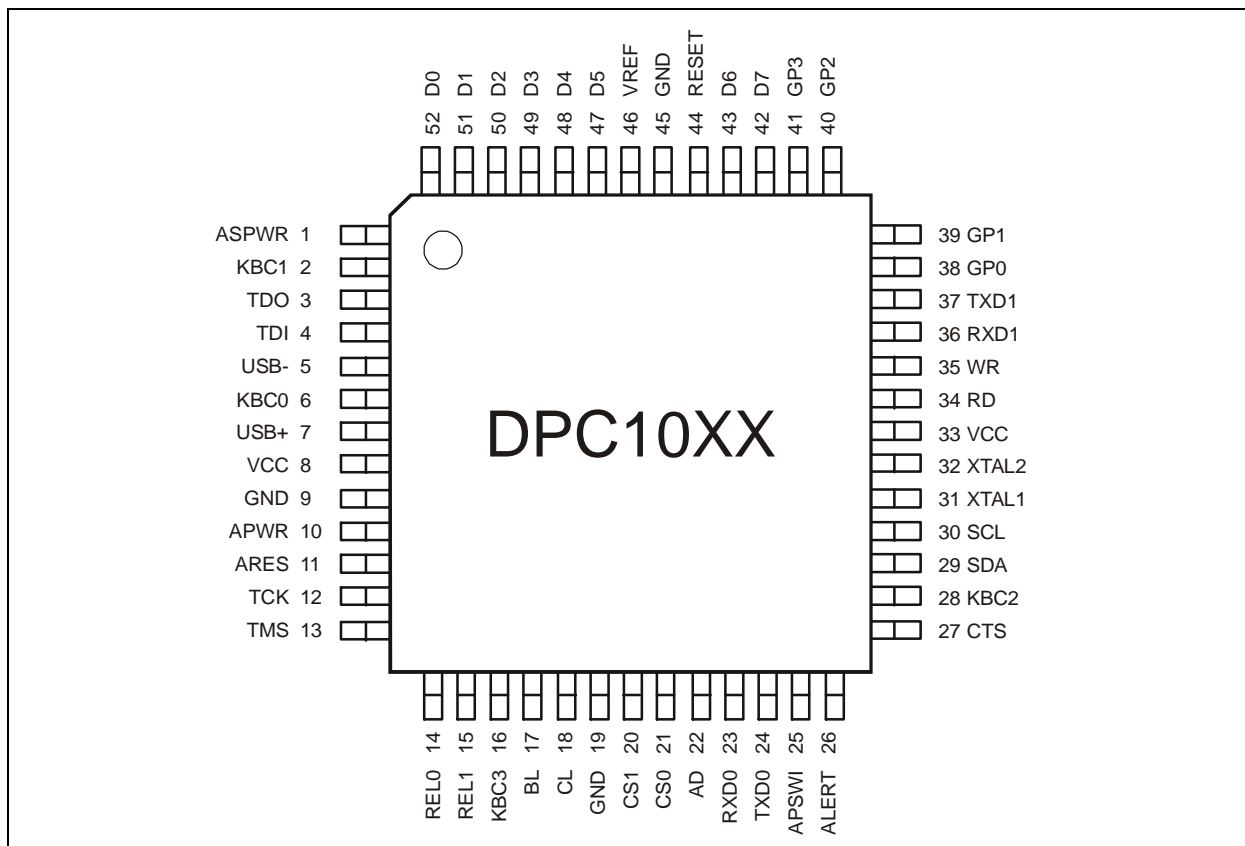 52 D0
51 D1
50 D2
49 D3
48 D4
47 D5
46 VREF
45 GND
44 RESET
43 D6
42 D7
41 GP3
40 GP2
ASPWR 1
KBC1 2
TDO 3
TDI 4
USB- 5
KBC0 6
USB+ 7
VCC 8
GND 9
APWR 10
ARES 11
TCK 12
TMS 13
DPC10XX
39 GP1
38 GP0
37 TXD1
36 RXD1
35 WR
34 RD
33 VCC
32 XTAL2
31 XTAL1
30 SCL
29 SDA
28 KBC2
27 CTS
REL0 14
REL1 15
KBC3 16
BL 17
CL 18
GND 19
CS1 20
CS0 21
AD 22
RXD0 23
TXD0 24
APSWI 25
ALERT 26